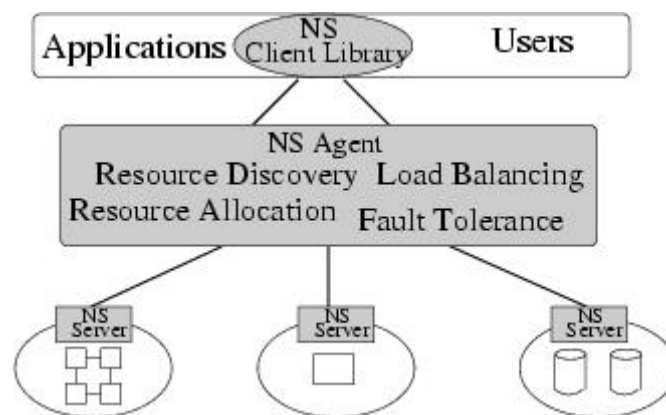 Applications
NS
Client Library
Users
NS Agent
Resource Discovery
Load Balancing
Resource Allocation
Fault Tolerance
NS
Server
NS
Server
NS
Server